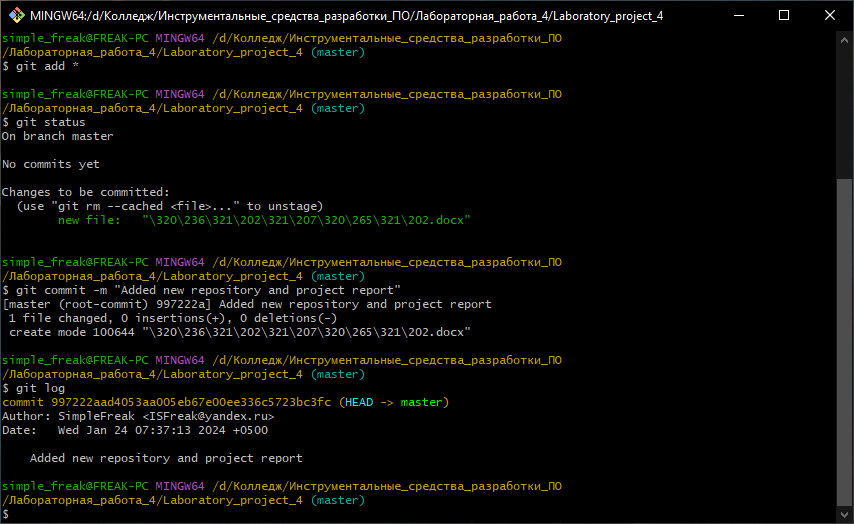 MINGW64:/d/Колледж/Инструментальные_средства_разработки_ПО/Лабораторная_работа_4/Laboratory_project_4
simple_freak@FREAK-PC MINGW64 /d/Колледж/Инструментальные_средства_разработки_ПО
/Лабораторная_работа_4/Laboratory_project_4 (master)
$ git add *
simple_freak@FREAK-PC MINGW64 /d/Колледж/Инструментальные_средства_разработки_ПО
/Лабораторная_работа_4/Laboratory_project_4 (master)
$ git status
On branch master
No commits yet
Changes to be committed:
  (use "git rm --cached <file>..." to unstage)
        new file:   "\320\236\321\202\321\207\320\265\321\202.docx"
simple_freak@FREAK-PC MINGW64 /d/Колледж/Инструментальные_средства_разработки_ПО
/Лабораторная_работа_4/Laboratory_project_4 (master)
$ git commit -m "Added new repository and project report"
[master (root-commit) 997222a] Added new repository and project report
 1 file changed, 0 insertions(+), 0 deletions(-)
 create mode 100644 "\320\236\321\202\321\207\320\265\321\202.docx"
simple_freak@FREAK-PC MINGW64 /d/Колледж/Инструментальные_средства_разработки_ПО
/Лабораторная_работа_4/Laboratory_project_4 (master)
$ git log
commit 997222aad4053aa005eb67e00ee336c5723bc3fc (HEAD -> master)
Author: SimpleFreak <ISFreak@yandex.ru>
Date:   Wed Jan 24 07:37:13 2024 +0500
    Added new repository and project report
simple_freak@FREAK-PC MINGW64 /d/Колледж/Инструментальные_средства_разработки_ПО
/Лабораторная_работа_4/Laboratory_project_4 (master)
$